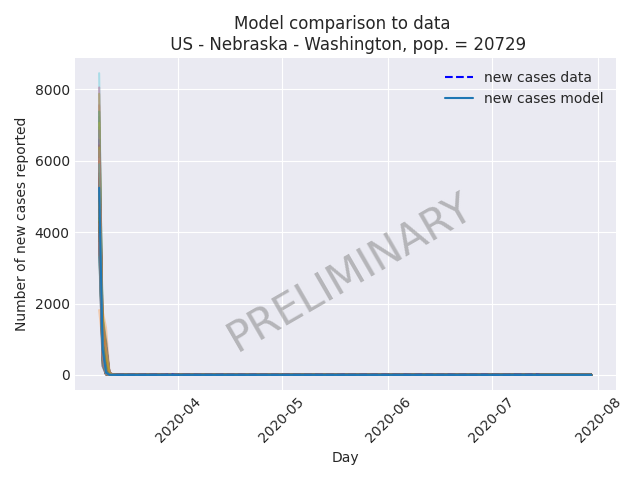 Model comparison to data
US - Nebraska - Washington, pop. = 20729
new cases data
new cases model
8000
6000
4000
2000
0
Number of new cases reported
PRELIMINARY
2020-04
2020-05
2020-06
2020-07
2020-08
Day